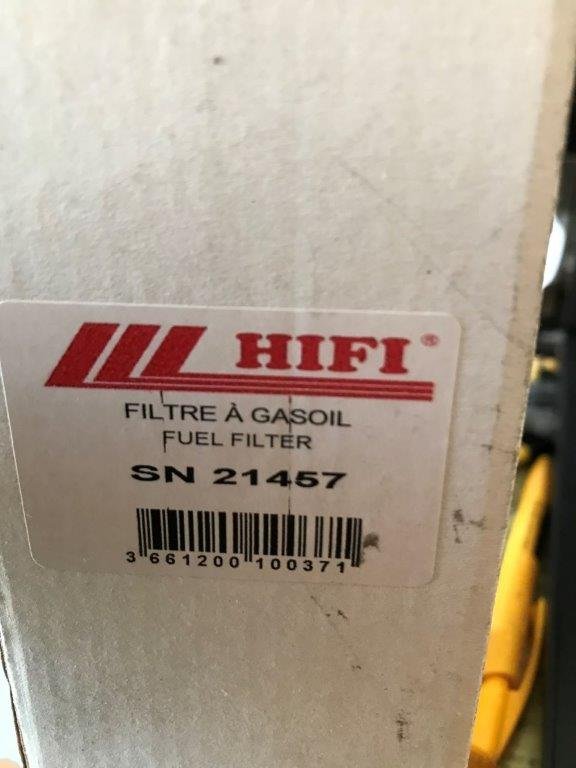 HIFI®
FILTRE À GASOIL
FUEL FILTER
SN 21457
3 661200 100371